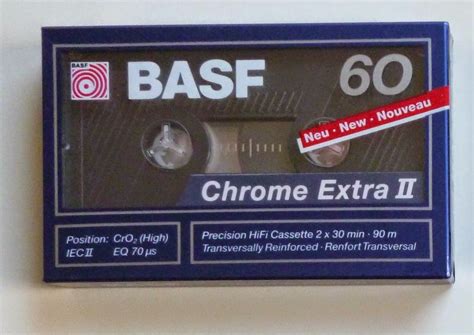 BASF
BASF 60
Neu · New · Nouveau
Chrome Extra II
Position: CrO₂ (High)
IEC II EQ 70 µs
Precision HiFi Cassette 2 x 30 min · 90 m
Transversally Reinforced · Renfort Transversal